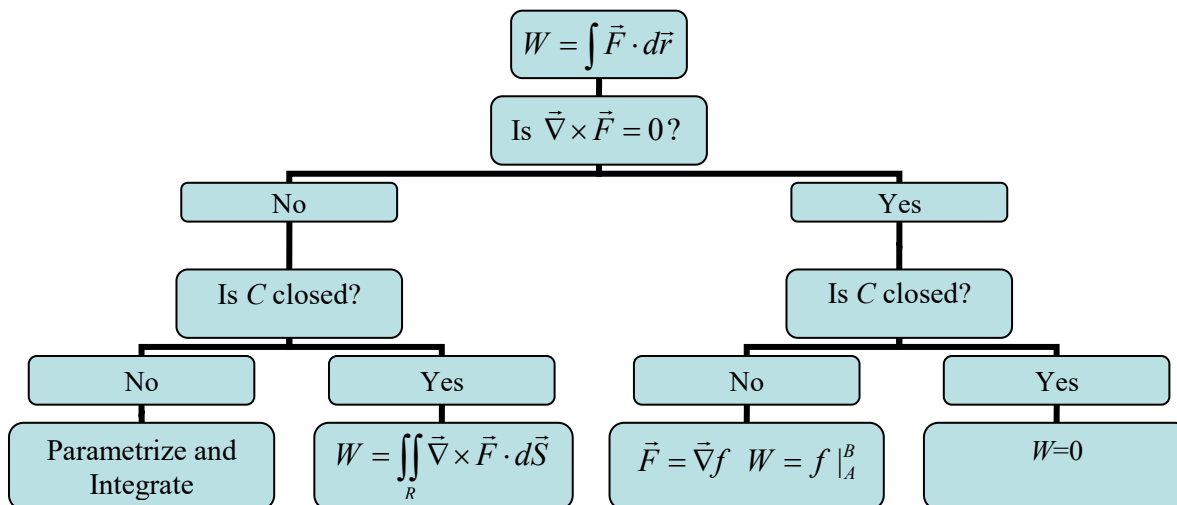 W = ∫ F⃗ · dr⃗
Is ∇⃗ × F⃗ = 0?
No
Yes
Is C closed?
Is C closed?
No
Yes
No
Yes
Parametrize and
Integrate
W = ∬_R ∇⃗ × F⃗ · dS⃗
F⃗ = ∇⃗f W = f |_A^B
W=0